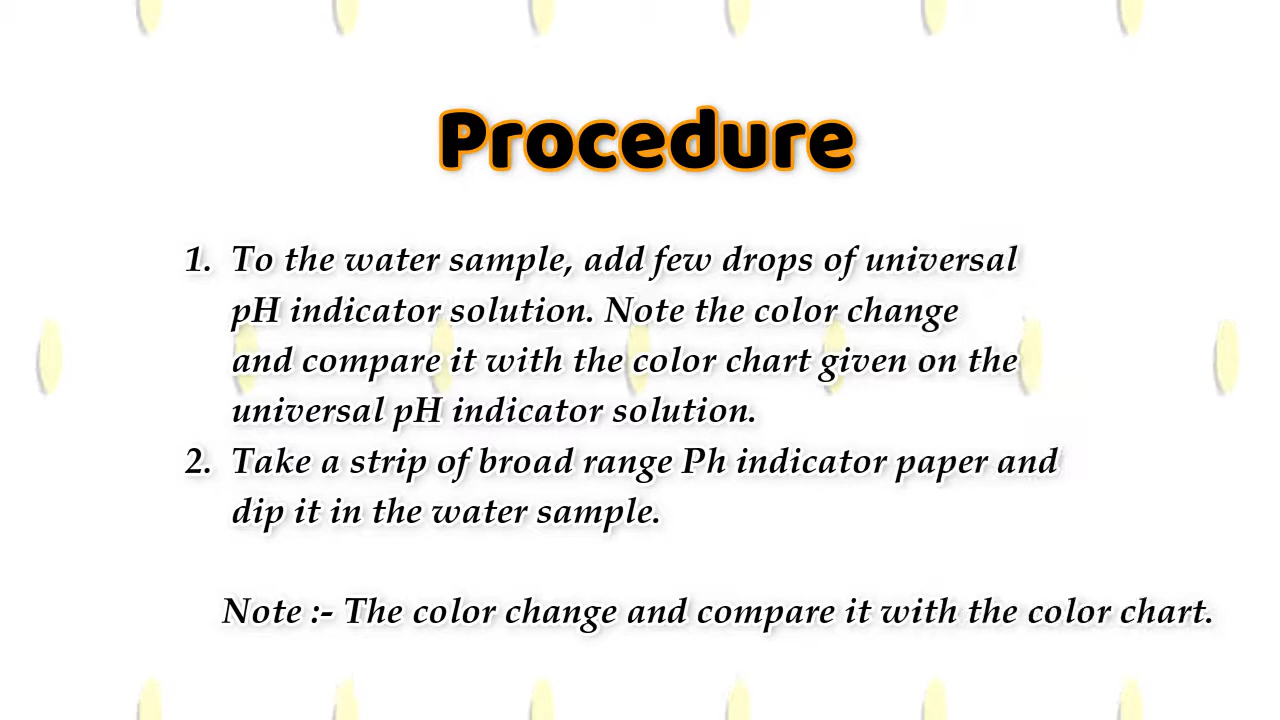 Procedure
1. To the water sample, add few drops of universal
pH indicator solution. Note the color change
and compare it with the color chart given on the
universal pH indicator solution.
2. Take a strip of broad range Ph indicator paper and
dip it in the water sample.
Note :- The color change and compare it with the color chart.